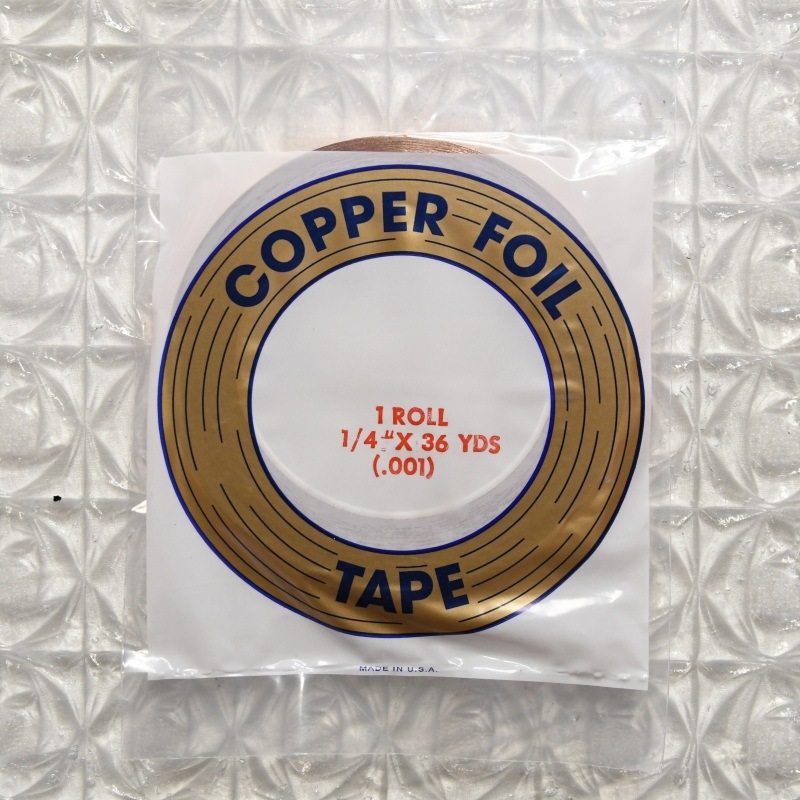 COPPER FOIL
1 ROLL
1/4" X 36 YDS
(.001)
TAPE
MADE IN U.S.A.